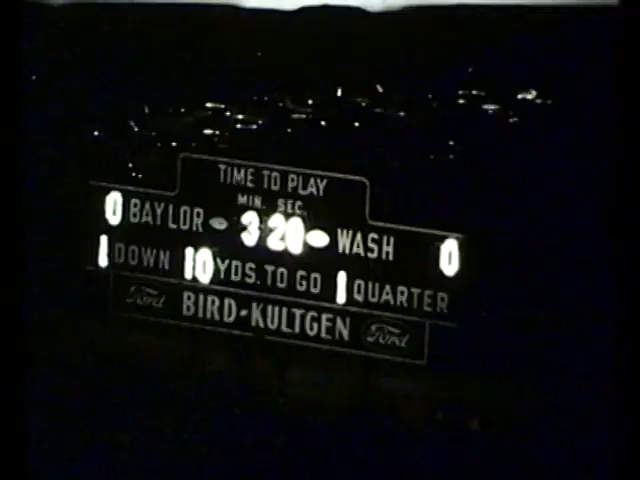 TIME TO PLAY
MIN. SEC.
0 BAYLOR 3 20 WASH 0
1 DOWN 10 YDS. TO GO 1 QUARTER
Ford BIRD-KULTGEN Ford